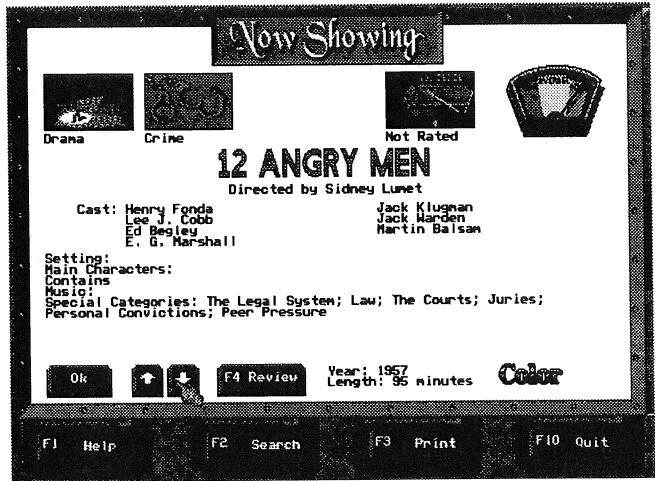 Now Showing
Drama
Crime
Not Rated
12 ANGRY MEN
Directed by Sidney Lumet
Cast: Henry Fonda Jack Klugman
Lee J. Cobb Jack Warden
Ed Begley Martin Balsam
E. G. Marshall
Setting:
Main Characters:
Contains
Music:
Special Categories: The Legal System; Law; The Courts; Juries;
Personal Convictions; Peer Pressure
Ok
F4 Review
Year: 1957
Length: 95 minutes
Color
F1 Help F2 Search F3 Print F10 Quit